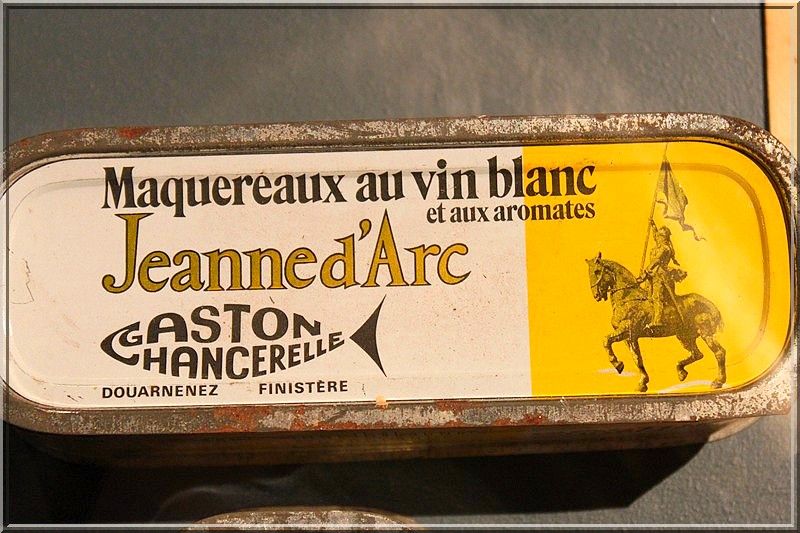 Maquereaux au vin blanc
et aux aromates
Jeanne d'Arc
GASTON
CHANCERELLE
DOUARNENEZ FINISTÈRE